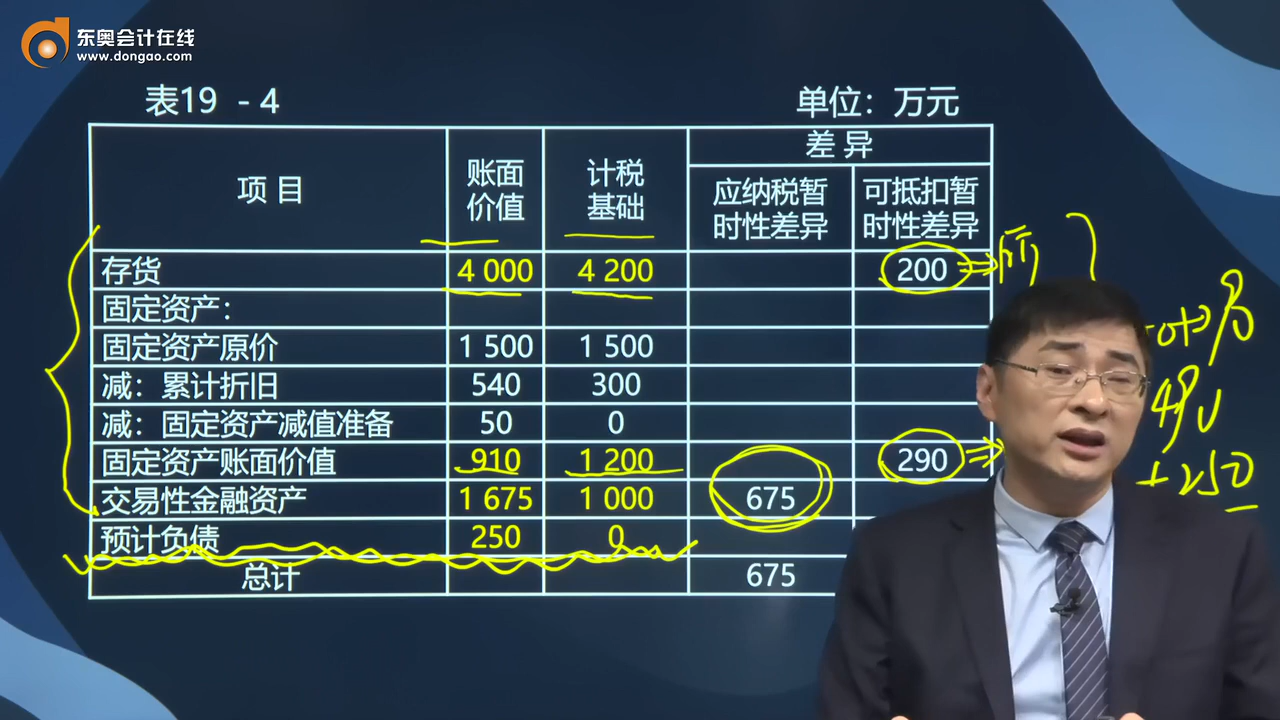 东奥会计在线
www.dongao.com
表19 - 4
单位：万元
项 目
账面价值
计税基础
差 异
应纳税暂时性差异
可抵扣暂时性差异
存货 4 000 4 200 200
固定资产：
固定资产原价 1 500 1 500
减：累计折旧 540 300
减：固定资产减值准备 50 0
固定资产账面价值 910 1 200 290
交易性金融资产 1 675 1 000 675
预计负债 250 0
总计 675
490
+250